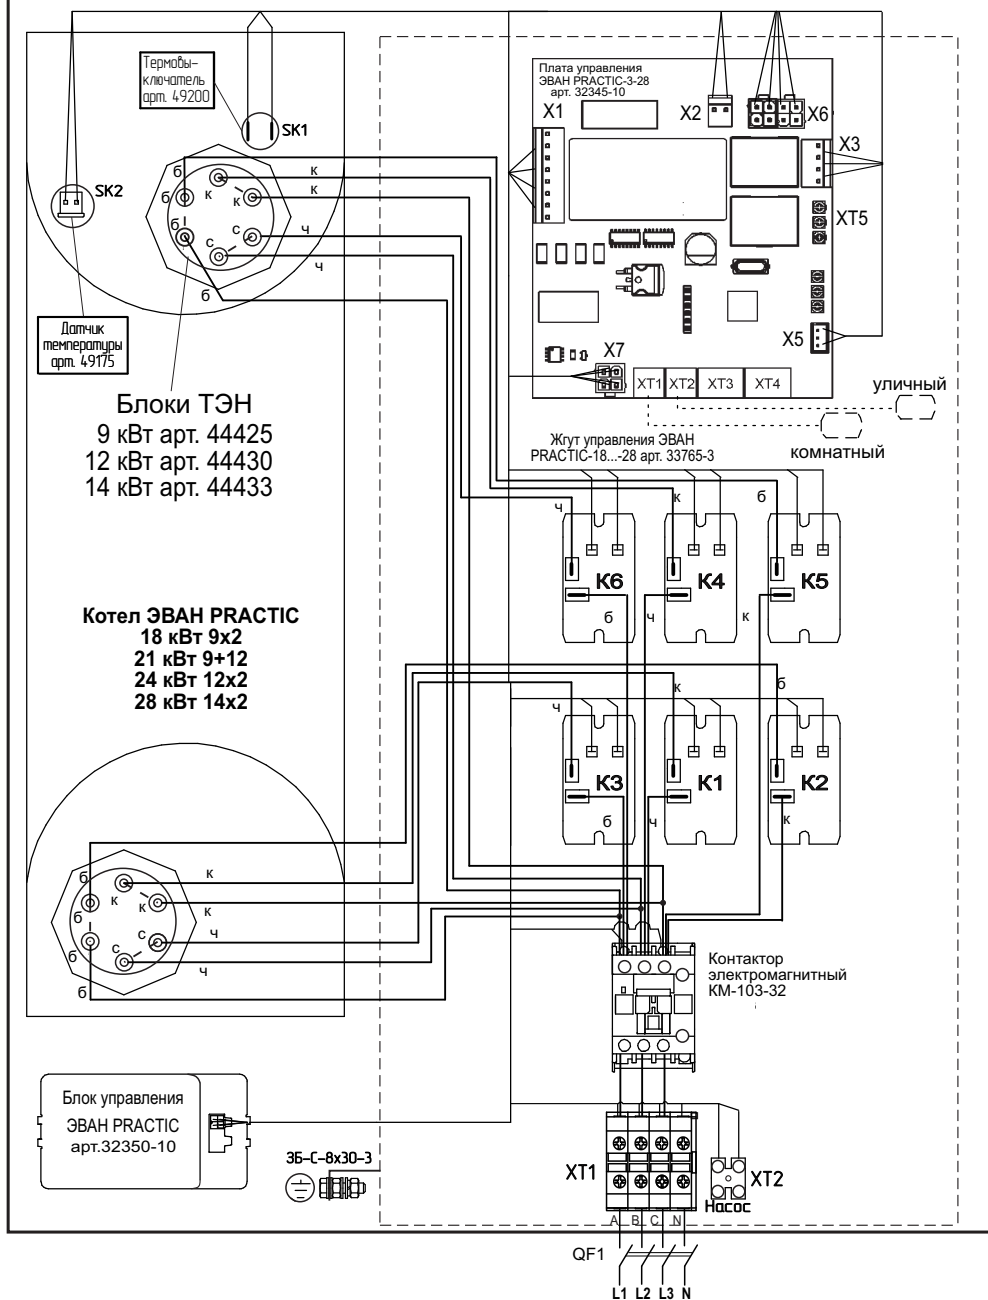 Термовы-
ключатель
арт. 49200
SK1
SK2
Датчик
температуры
арт. 49175
Плата управления
ЭВАН PRACTIC-3-28
арт. 32345-10
X1
X2
X6
X3
XT5
X5
X7
XT1
XT2
XT3
XT4
уличный
комнатный
Жгут управления ЭВАН
PRACTIC-18...-28 арт. 33765-3
б
б
б
б
к
к
с
с
к
к
ч
ч
Блоки ТЭН
9 кВт арт. 44425
12 кВт арт. 44430
14 кВт арт. 44433
ч
к
б
K6
K4
K5
б
ч
к
Котел ЭВАН PRACTIC
18 кВт 9x2
21 кВт 9+12
24 кВт 12x2
28 кВт 14x2
ч
к
б
K3
K1
K2
б
ч
к
б
б
б
б
к
к
с
с
к
к
ч
ч
Контактор
электромагнитный
КМ-103-32
Блок управления
ЭВАН PRACTIC
арт.32350-10
3Б-С-8х30-3
XT1
XT2
Насос
A
B
C
N
QF1
L1
L2
L3
N